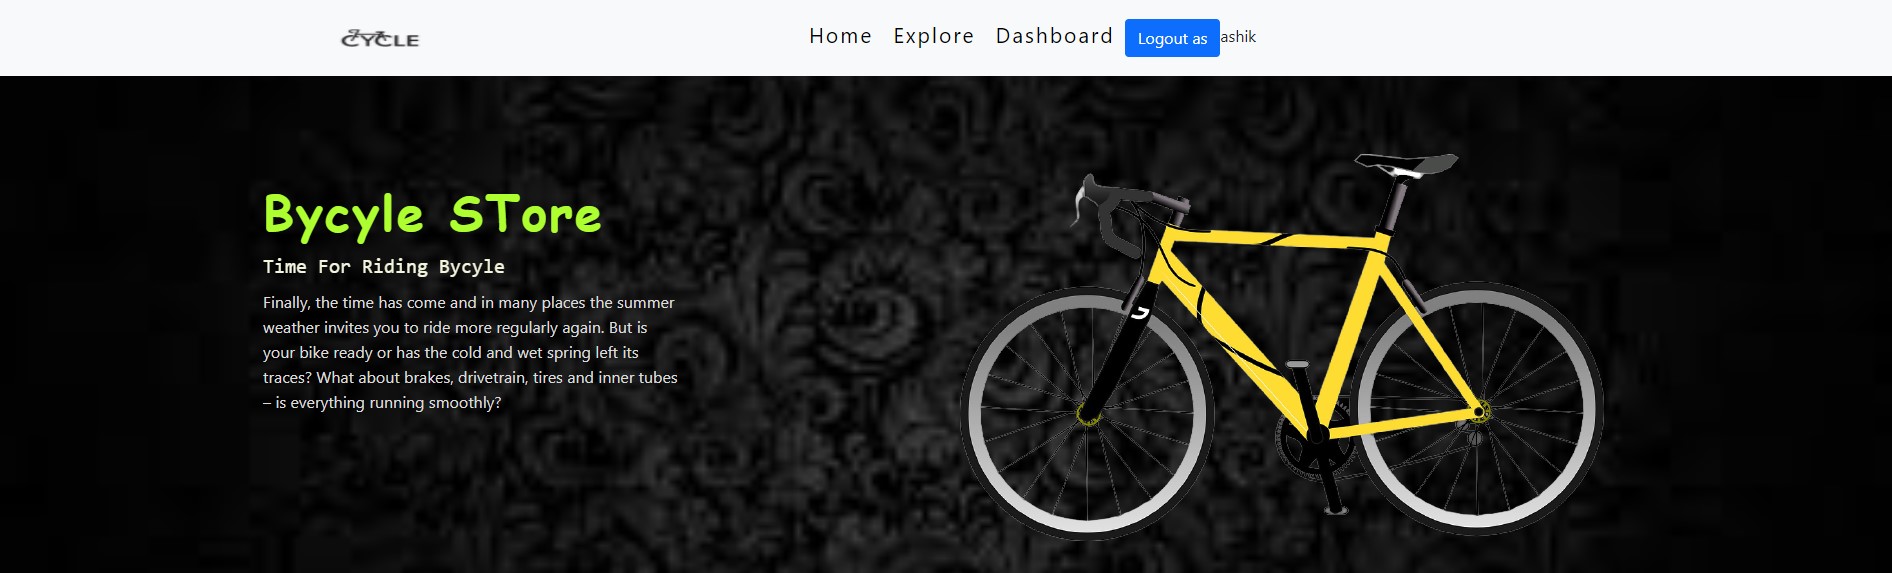 CYCLE
Home Explore Dashboard Logout as ashik
Bycyle STore
Time For Riding Bycyle
Finally, the time has come and in many places the summer
weather invites you to ride more regularly again. But is
your bike ready or has the cold and wet spring left its
traces? What about brakes, drivetrain, tires and inner tubes
– is everything running smoothly?